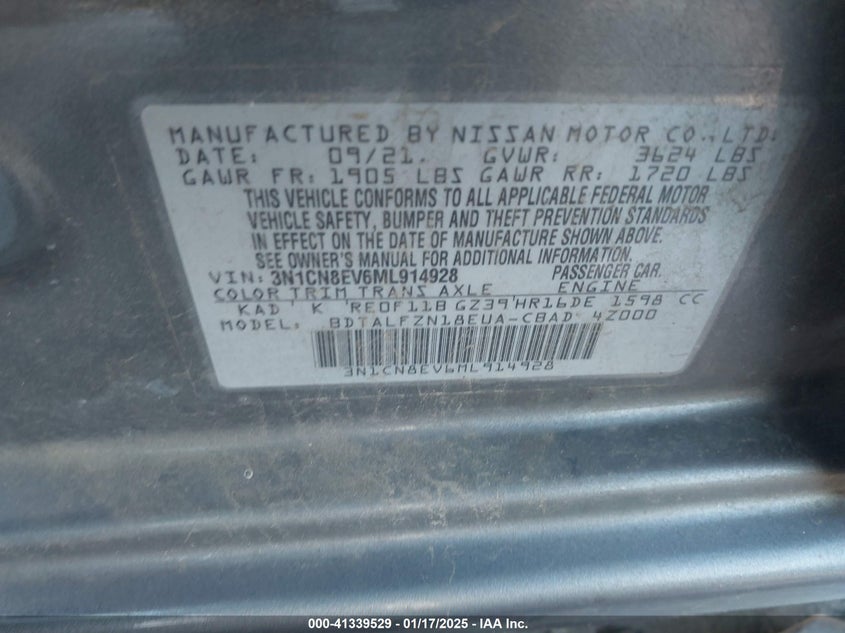 MANUFACTURED BY NISSAN MOTOR CO., LTD.
DATE: 09/21. GVWR: 3624 LBS
GAWR FR: 1905 LBS GAWR RR: 1720 LBS
THIS VEHICLE CONFORMS TO ALL APPLICABLE FEDERAL MOTOR
VEHICLE SAFETY, BUMPER AND THEFT PREVENTION STANDARDS
IN EFFECT ON THE DATE OF MANUFACTURE SHOWN ABOVE.
SEE OWNER'S MANUAL FOR ADDITIONAL INFORMATION.
VIN: 3N1CN8EV6ML914928 PASSENGER CAR.
COLOR TRIM TRANS AXLE ENGINE
KAD K RE0F11B GZ39 HR16DE 1598 CC
MODEL: BDTALFZN18EUA-CBAD 4Z000
3N1CN8EV6ML914928
000-41339529 - 01/17/2025 - IAA Inc.